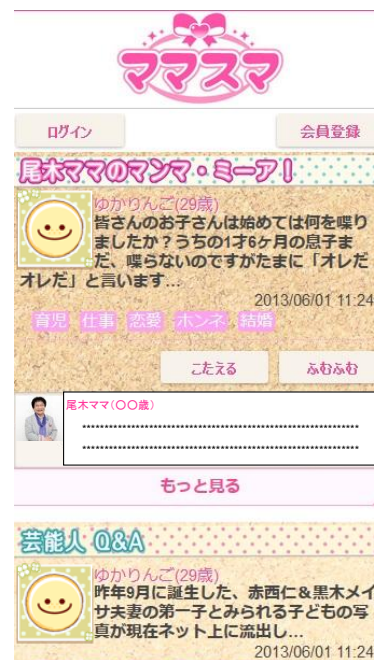 ママスマ
ログイン
会員登録
尾木ママのマンマ・ミーア！
ゆかりんご(29歳)
皆さんのお子さんは始めては何を喋り
ましたか？うちの1才6ヶ月の息子ま
だ、喋らないのですがたまに「オレだ
オレだ」と言います…
2013/06/01 11:24
育児 仕事 恋愛 ホンネ 結婚
こたえる
ふむふむ
尾木ママ(〇〇歳)
もっと見る
芸能人 Q&A
ゆかりんご(29歳)
昨年9月に誕生した、赤西仁&黒木メイ
サ夫妻の第一子とみられる子どもの写
真が現在ネット上に流出し…
2013/06/01 11:24